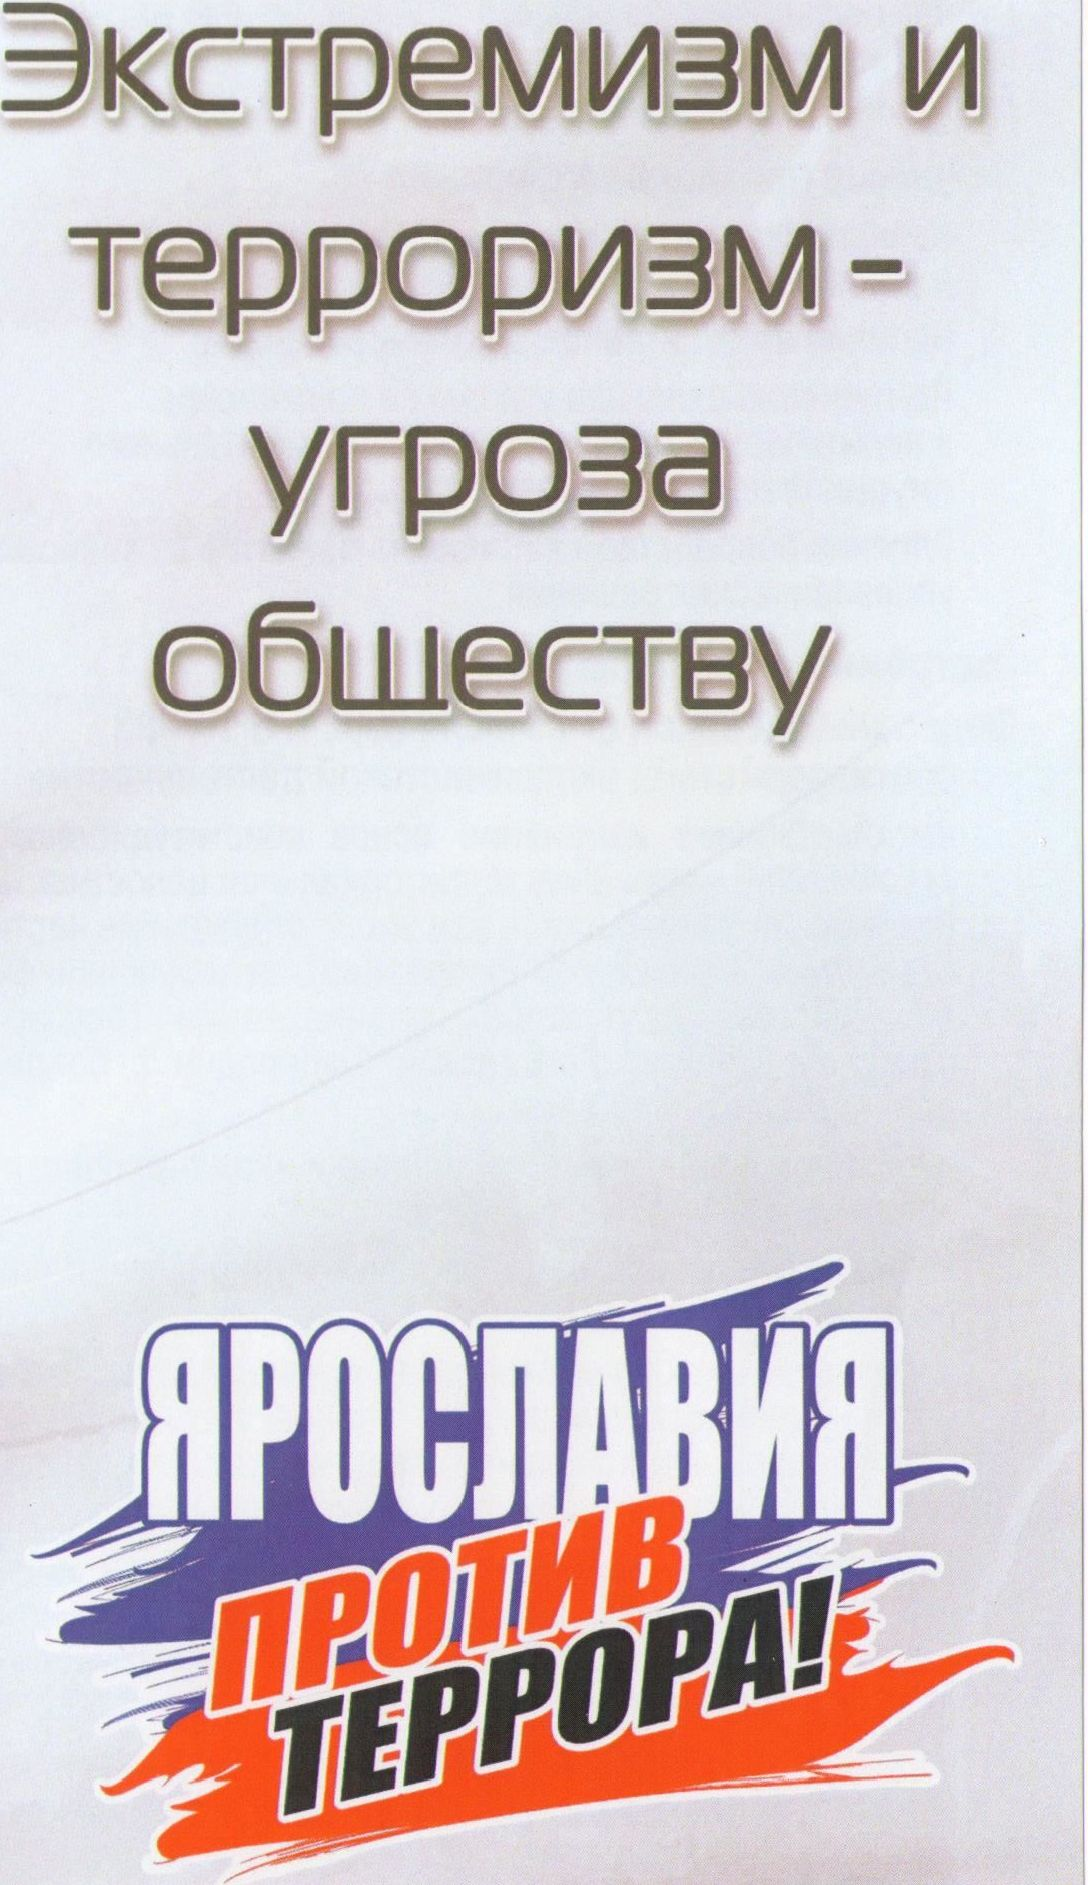 Экстремизм и
терроризм -
угроза
обществу
ЯРОСЛАВИЯ
ПРОТИВ
ТЕРРОРА!